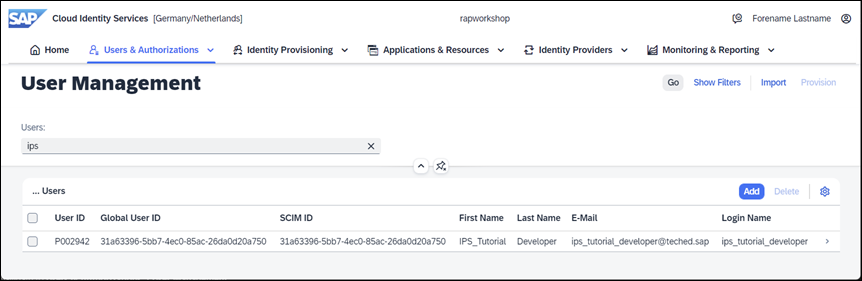 SAP Cloud Identity Services [Germany/Netherlands] rapworkshop Forename Lastname
Home Users & Authorizations Identity Provisioning Applications & Resources Identity Providers Monitoring & Reporting
User Management Go Show Filters Import Provision
Users:
ips
... Users Add Delete
User ID Global User ID SCIM ID First Name Last Name E-Mail Login Name
P002942 31a63396-5bb7-4ec0-85ac-26da0d20a750 31a63396-5bb7-4ec0-85ac-26da0d20a750 IPS_Tutorial Developer ips_tutorial_developer@teched.sap ips_tutorial_developer